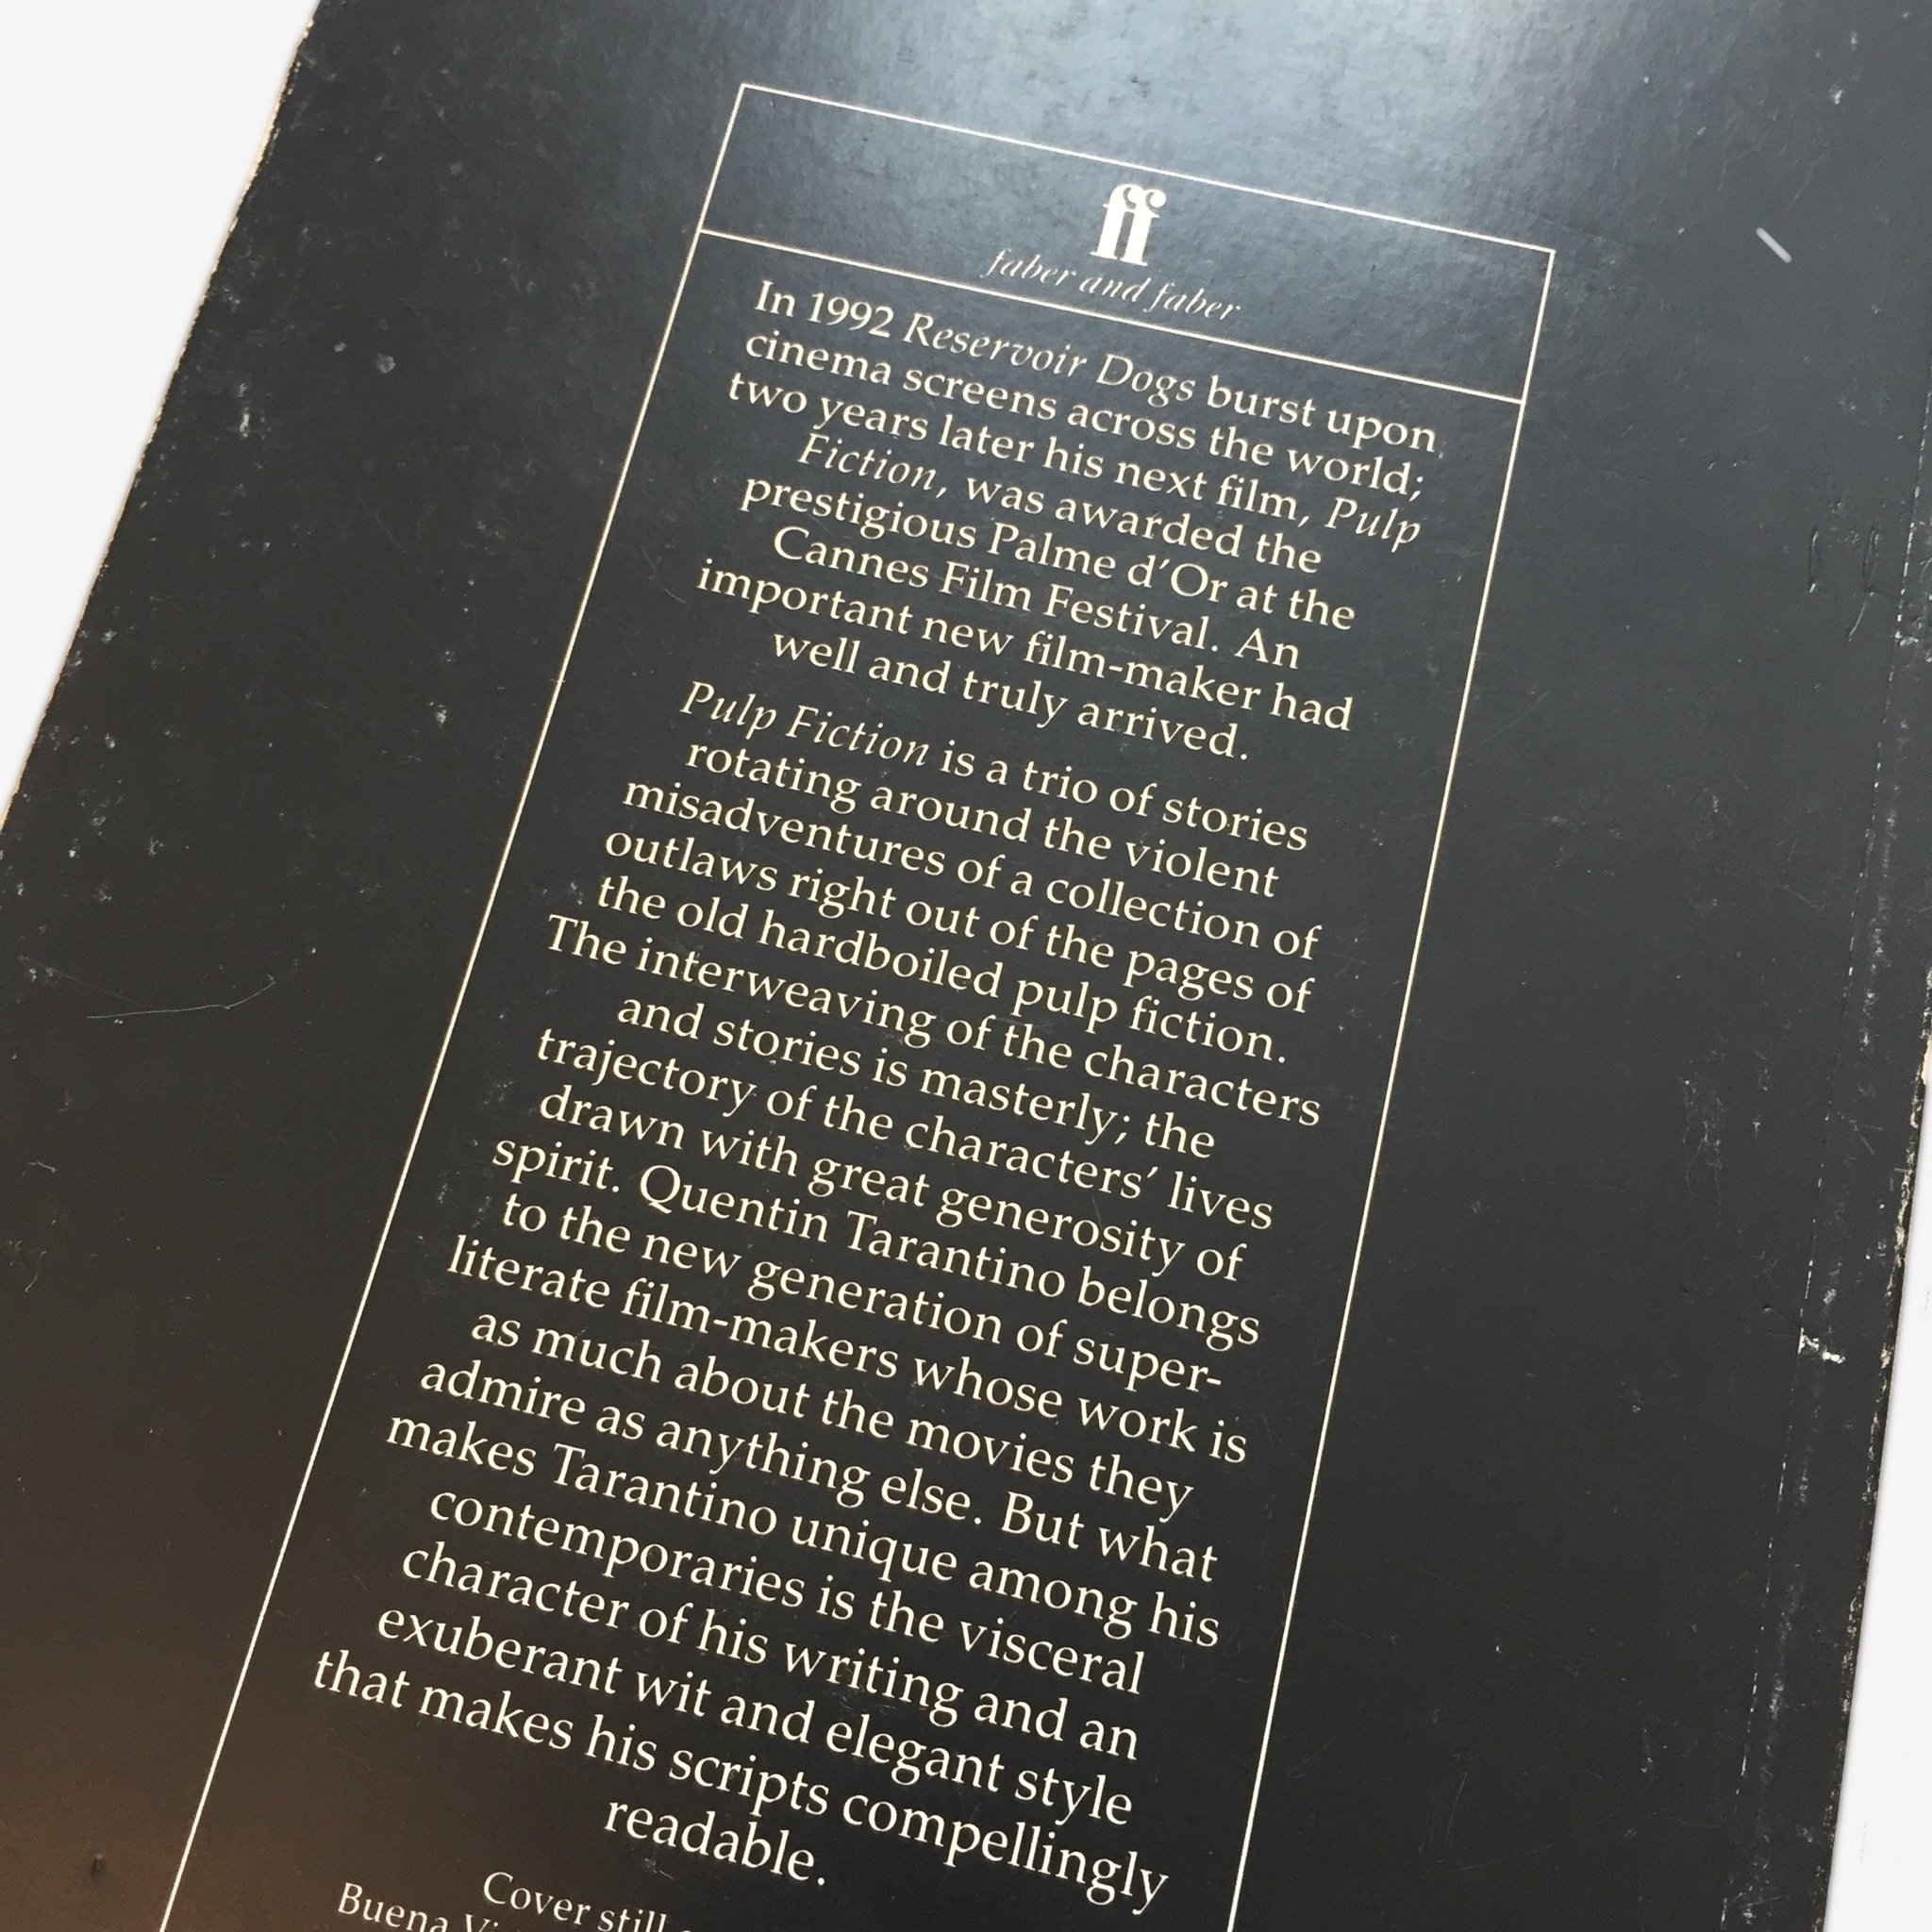 ff
faber and faber
In 1992 Reservoir Dogs burst upon
cinema screens across the world;
two years later his next film, Pulp
Fiction, was awarded the
prestigious Palme d'Or at the
Cannes Film Festival. An
important new film-maker had
well and truly arrived.
Pulp Fiction is a trio of stories
rotating around the violent
misadventures of a collection of
outlaws right out of the pages of
the old hardboiled pulp fiction.
The interweaving of the characters
and stories is masterly; the
trajectory of the characters' lives
drawn with great generosity of
spirit. Quentin Tarantino belongs
to the new generation of super-
literate film-makers whose work is
as much about the movies they
admire as anything else. But what
makes Tarantino unique among his
contemporaries is the visceral
character of his writing and an
exuberant wit and elegant style
that makes his scripts compellingly
readable.
Cover still
Buena